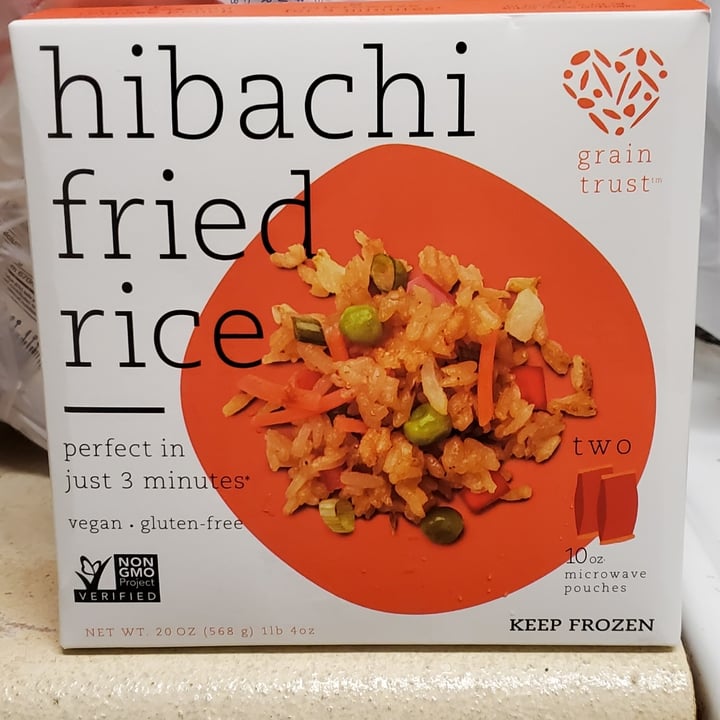 hibachi
fried
rice
grain
trust™
perfect in
just 3 minutes*
vegan • gluten-free
NON
GMO
Project
VERIFIED
two
10 oz.
microwave
pouches
NET WT. 20 OZ (568 g) 1lb 4oz
KEEP FROZEN